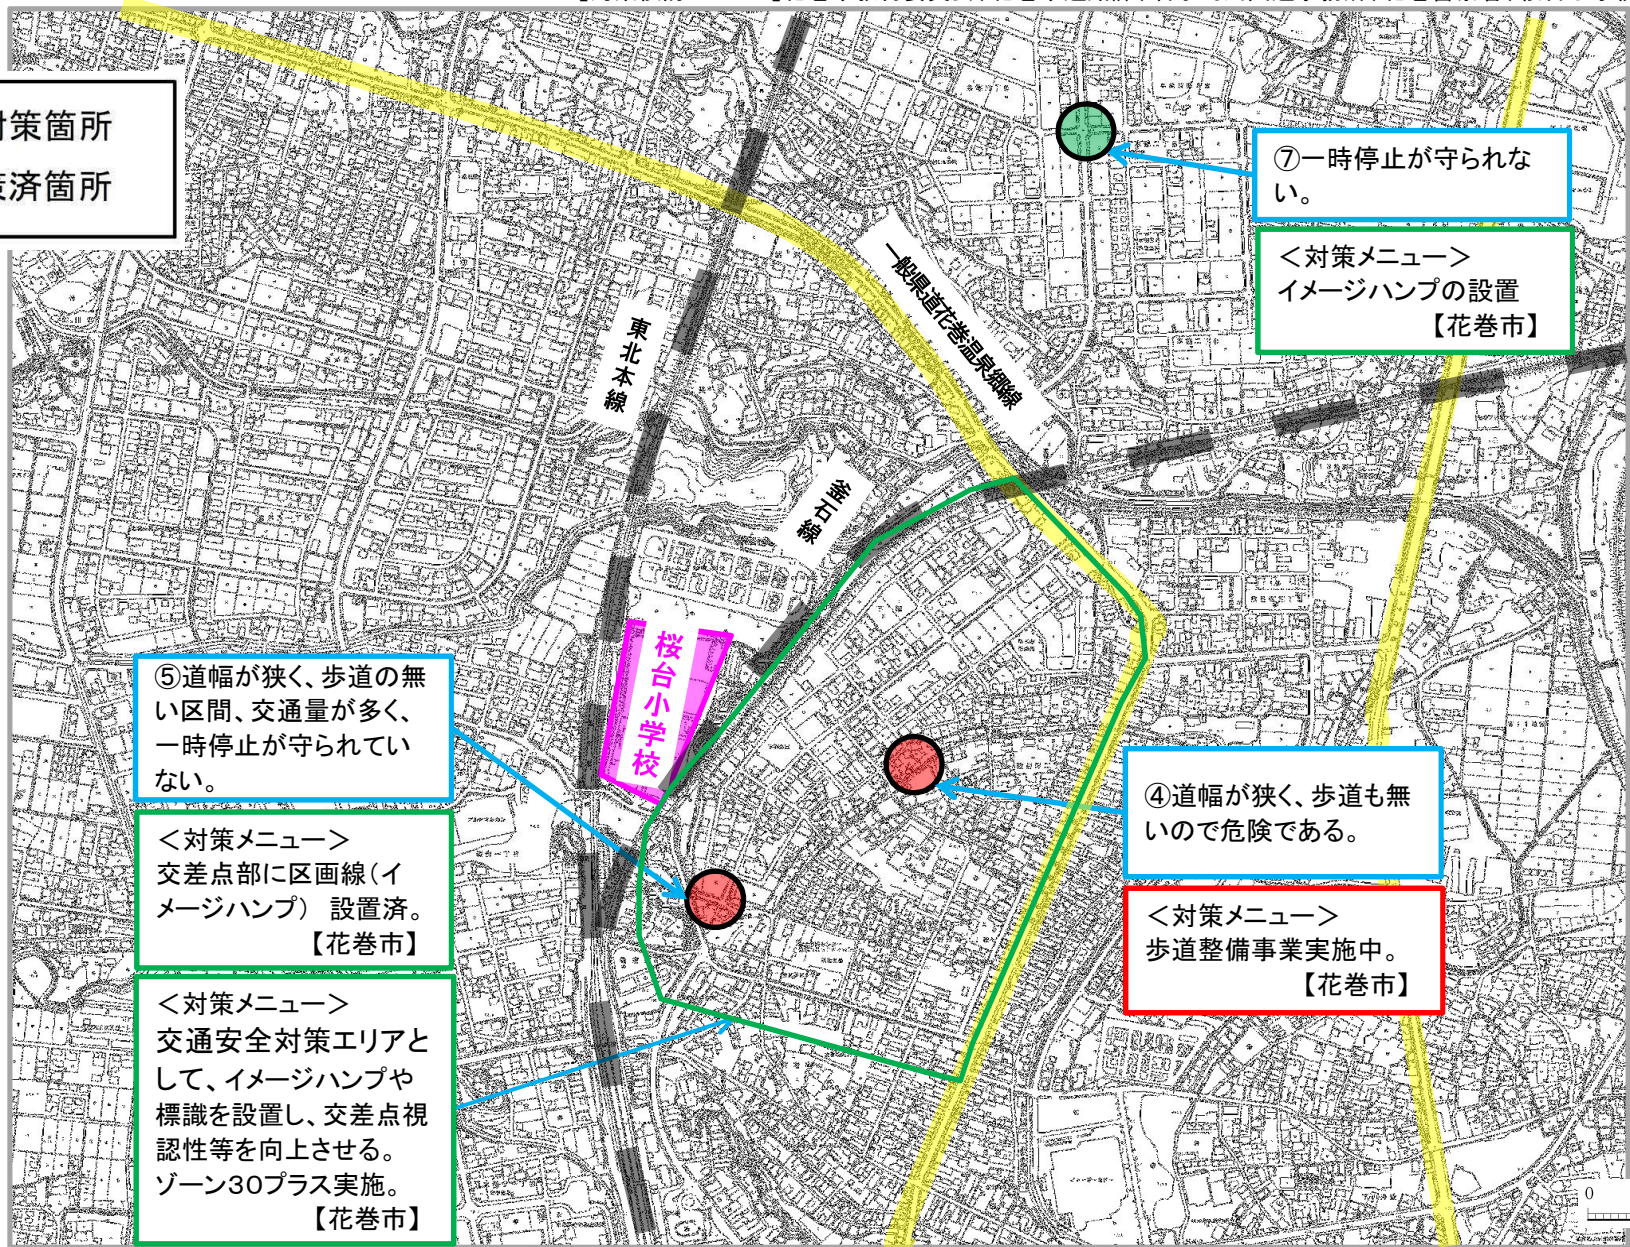 対策箇所
策済箇所
⑦一時停止が守られな
い。
＜対策メニュー＞
イメージハンプの設置
【花巻市】
一般県道花巻温泉郷線
東北本線
釜石線
桜台小学校
⑤道幅が狭く、歩道の無
い区間、交通量が多く、
一時停止が守られてい
ない。
＜対策メニュー＞
交差点部に区画線（イ
メージハンプ） 設置済。
【花巻市】
④道幅が狭く、歩道も無
いので危険である。
＜対策メニュー＞
歩道整備事業実施中。
【花巻市】
＜対策メニュー＞
交通安全対策エリアと
して、イメージハンプや
標識を設置し、交差点視
認性等を向上させる。
ゾーン30プラス実施。
【花巻市】
0